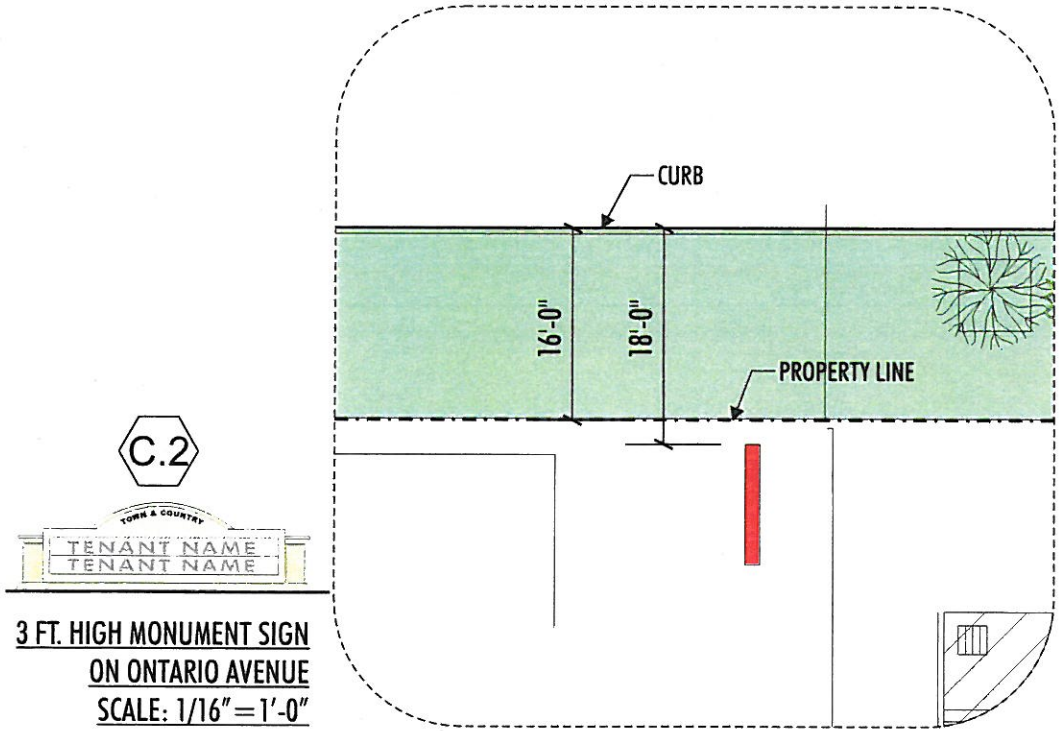 CURB
16'-0"
18'-0"
PROPERTY LINE
C.2
TOWN & COUNTRY
TENANT NAME
TENANT NAME
3 FT. HIGH MONUMENT SIGN
ON ONTARIO AVENUE
SCALE: 1/16"=1'-0"